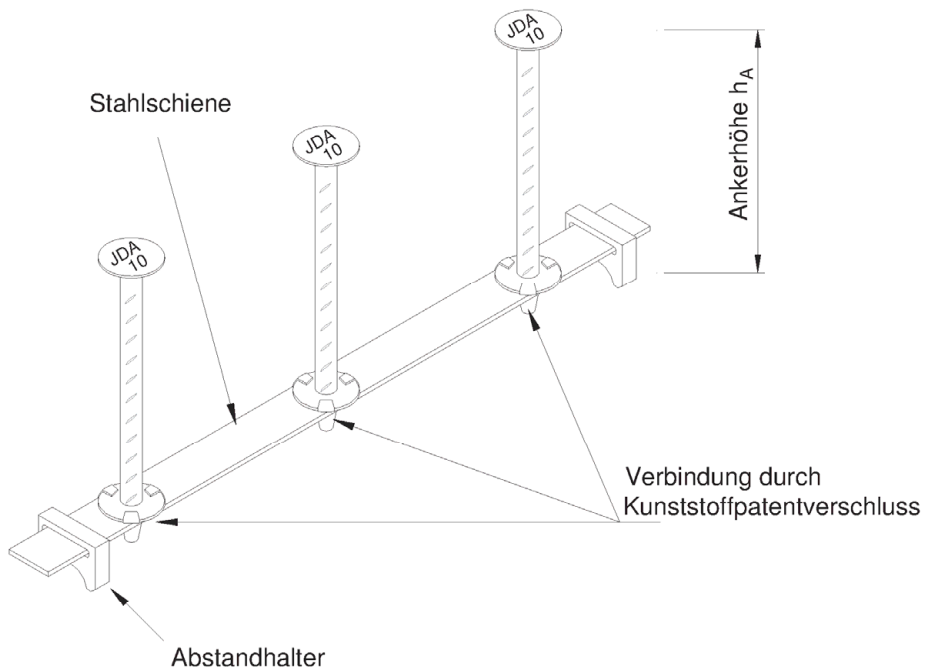 JDA
10
Stahlschiene
JDA
10
Ankerhöhe hA
JDA
10
Verbindung durch
Kunststoffpatentverschluss
Abstandhalter